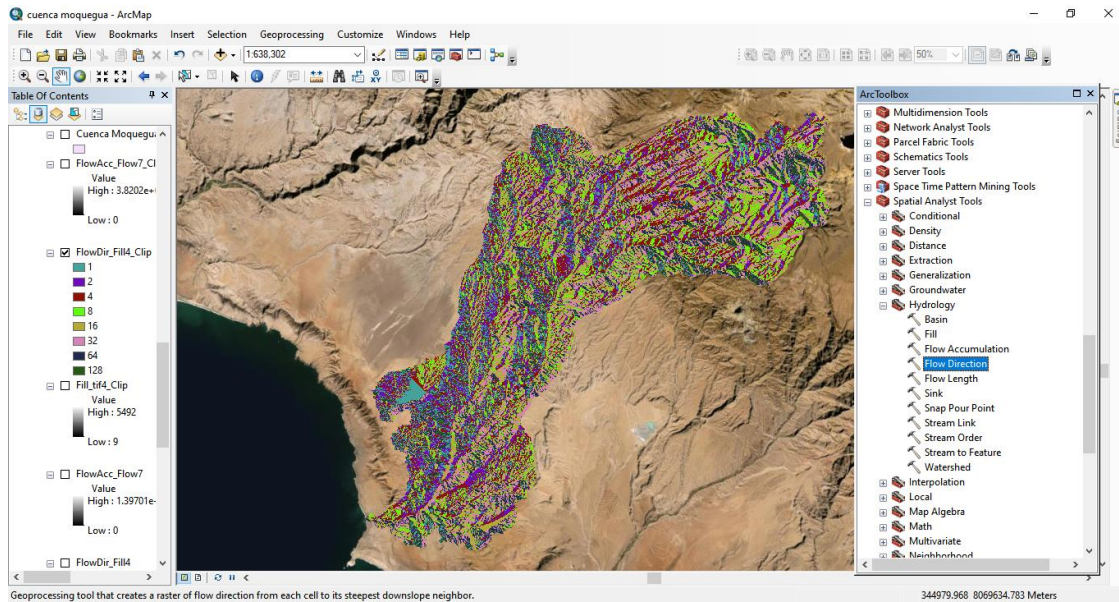 cuenca moquegua - ArcMap
File Edit View Bookmarks Insert Selection Geoprocessing Customize Windows Help
1:638,302
50%
Table Of Contents
Cuenca Moquegua
FlowAcc_Flow7_Cl
Value
High : 3.8202e+
Low : 0
FlowDir_Fill4_Clip
1
2
4
8
16
32
64
128
Fill_tif4_Clip
Value
High : 5492
Low : 9
FlowAcc_Flow7
Value
High : 1.39701e-
Low : 0
FlowDir_Fill4
ArcToolbox
Multidimension Tools
Network Analyst Tools
Parcel Fabric Tools
Schematics Tools
Server Tools
Space Time Pattern Mining Tools
Spatial Analyst Tools
Conditional
Density
Distance
Extraction
Generalization
Groundwater
Hydrology
Basin
Fill
Flow Accumulation
Flow Direction
Flow Length
Sink
Snap Pour Point
Stream Link
Stream Order
Stream to Feature
Watershed
Interpolation
Local
Map Algebra
Math
Multivariate
Neighborhood
Geoprocessing tool that creates a raster of flow direction from each cell to its steepest downslope neighbor.
344979.968 8069634.783 Meters